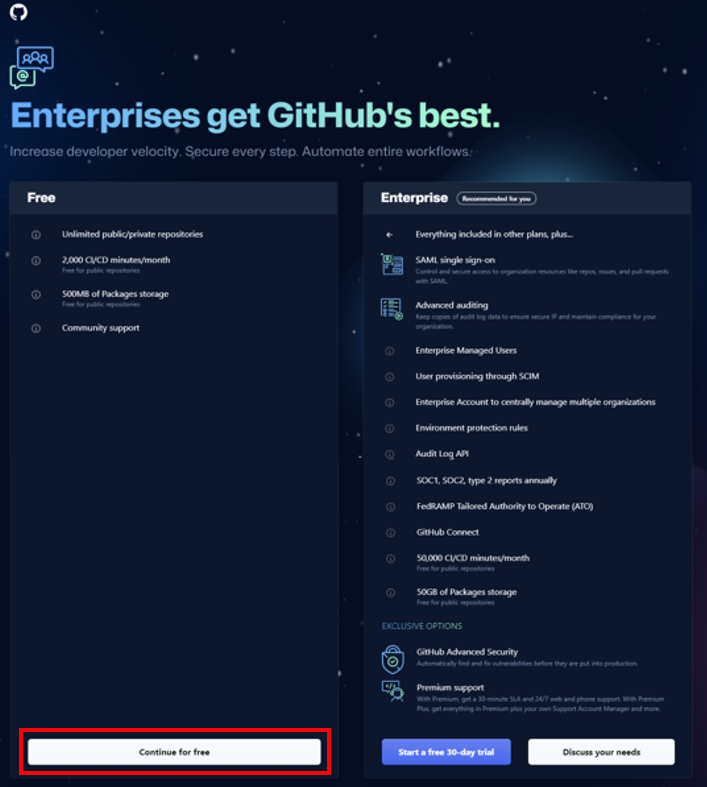 Enterprises get GitHub's best.
Increase developer velocity. Secure every step. Automate entire workflows.
Free
Unlimited public/private repositories
2,000 CI/CD minutes/month
Free for public repositories
500MB of Packages storage
Free for public repositories
Community support
Continue for free
Enterprise
Recommended for you
Everything included in other plans, plus...
SAML single sign-on
Control and secure access to organization resources like repos, issues, and pull requests
with SAML.
Advanced auditing
Keep copies of audit log data to ensure secure IP and maintain compliance for your
organization.
Enterprise Managed Users
User provisioning through SCIM
Enterprise Account to centrally manage multiple organizations
Environment protection rules
Audit Log API
SOC1, SOC2, type 2 reports annually
FedRAMP Tailored Authority to Operate (ATO)
GitHub Connect
50,000 CI/CD minutes/month
Free for public repositories
50GB of Packages storage
Free for public repositories
EXCLUSIVE OPTIONS
GitHub Advanced Security
Automatically find and fix vulnerabilities before they are put into production.
Premium support
With Premium, get a 30-minute SLA and 24/7 web and phone support. With Premium
Plus, get everything in Premium plus your own Support Account Manager and more.
Start a free 30-day trial
Discuss your needs